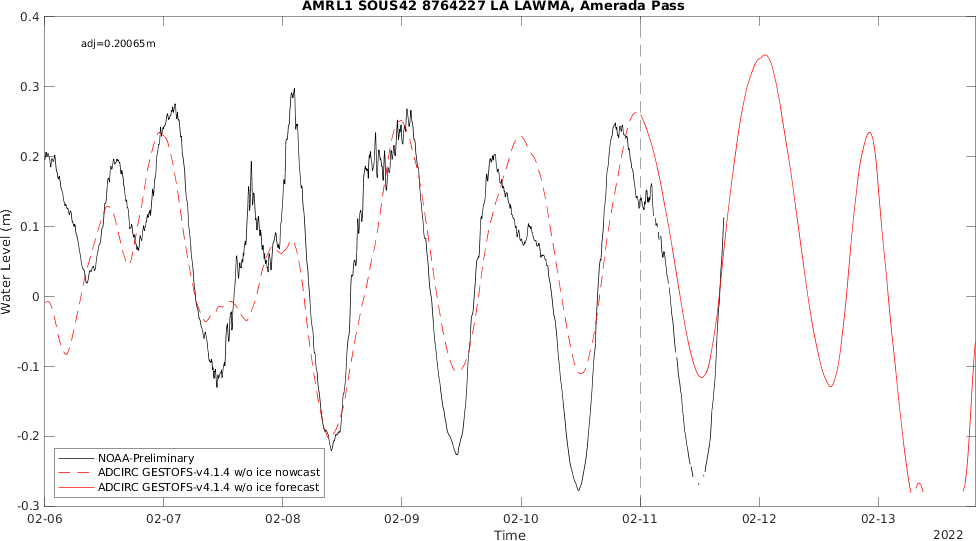 AMRL1 SOUS42 8764227 LA LAWMA, Amerada Pass
adj=0.20065m
0.4
0.3
0.2
0.1
0
-0.1
-0.2
-0.3
Water Level (m)
NOAA-Preliminary
ADCIRC GESTOFS-v4.1.4 w/o ice nowcast
ADCIRC GESTOFS-v4.1.4 w/o ice forecast
02-06 02-07 02-08 02-09 02-10 02-11 02-12 02-13
Time
2022